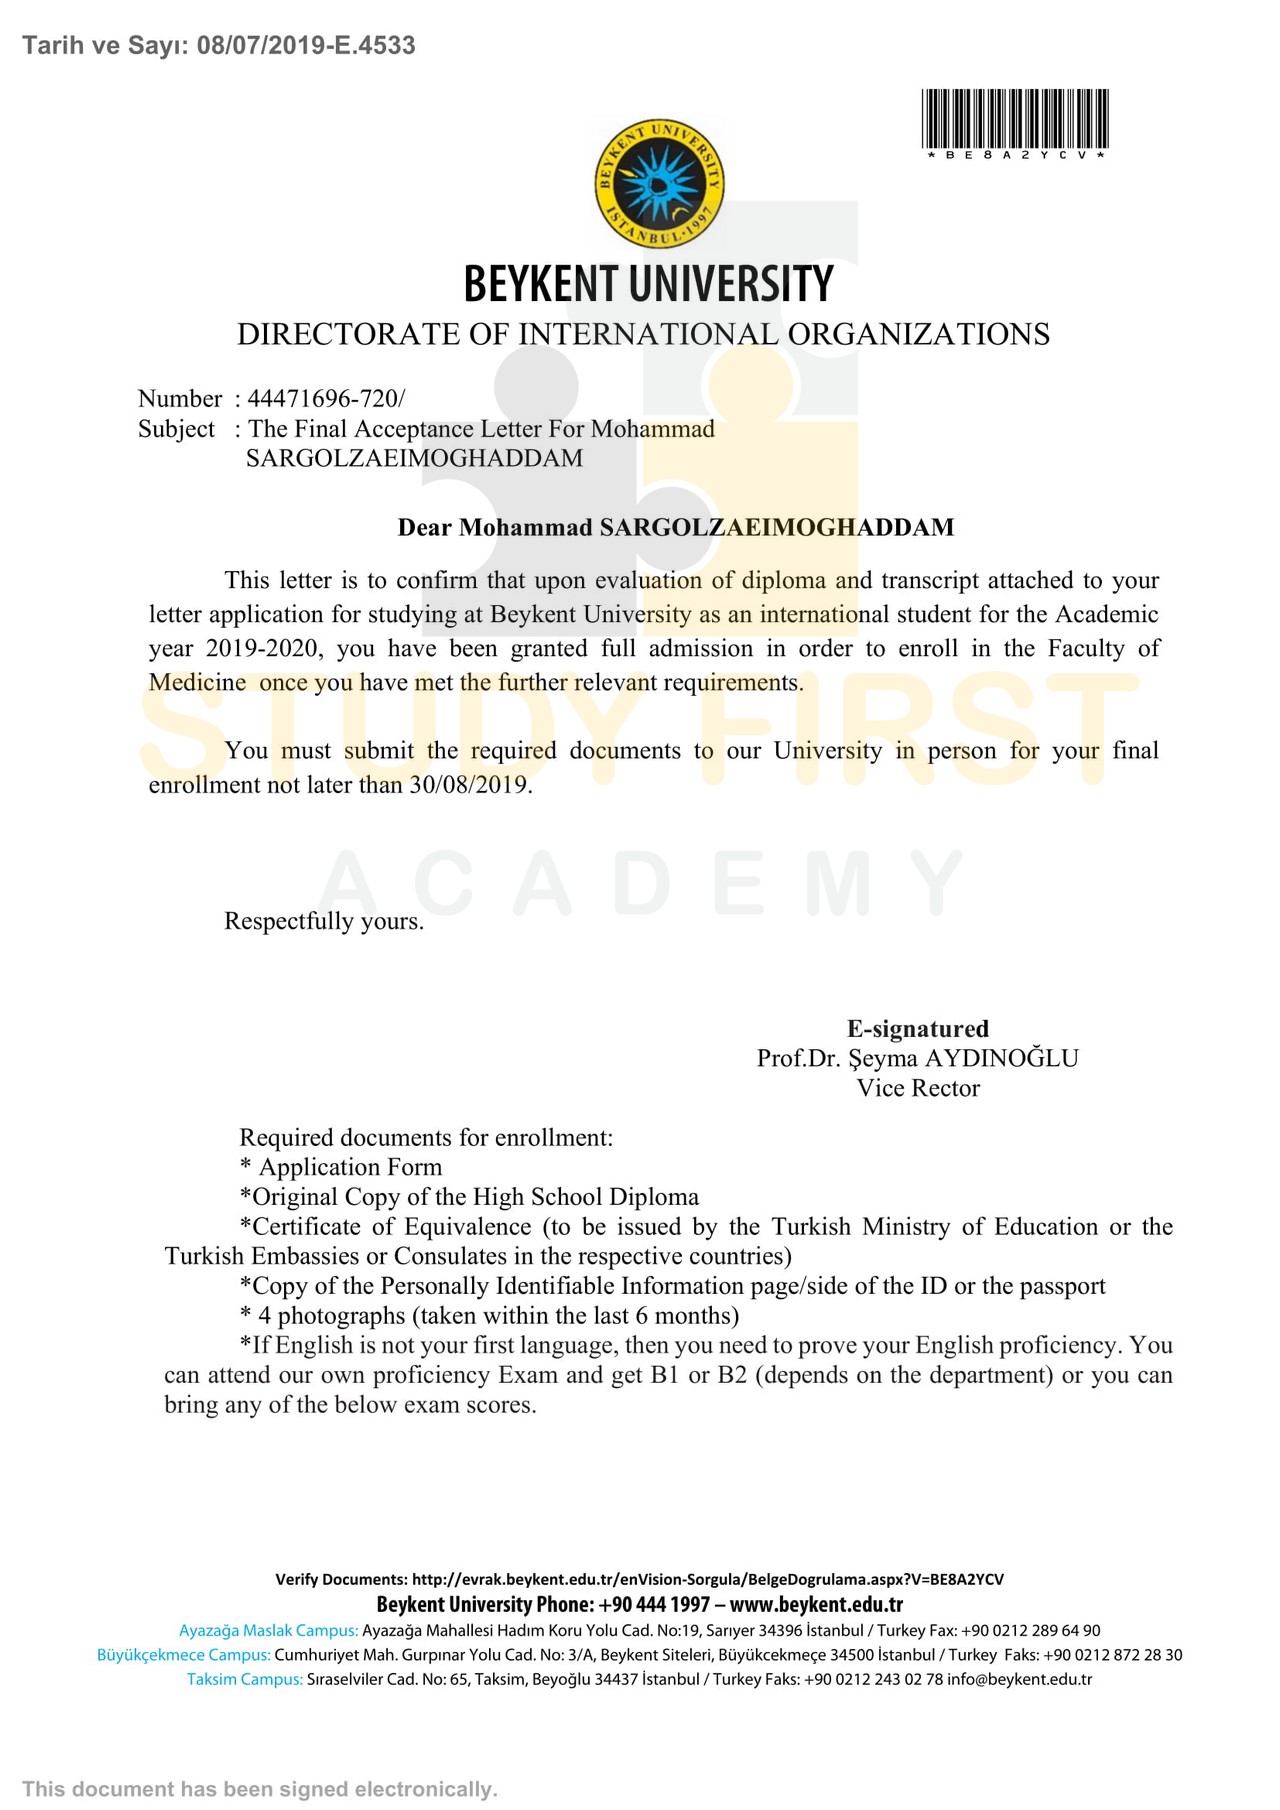 Tarih ve Sayı: 08/07/2019-E.4533
*BE8A2YCV*
BEYKENT UNIVERSITY
ISTANBUL·1997
BEYKENT UNIVERSITY
DIRECTORATE OF INTERNATIONAL ORGANIZATIONS
Number : 44471696-720/
Subject : The Final Acceptance Letter For Mohammad
SARGOLZAEIMOGHADDAM
Dear Mohammad SARGOLZAEIMOGHADDAM
This letter is to confirm that upon evaluation of diploma and transcript attached to your
letter application for studying at Beykent University as an international student for the Academic
year 2019-2020, you have been granted full admission in order to enroll in the Faculty of
Medicine once you have met the further relevant requirements.
STUDY FIRST
You must submit the required documents to our University in person for your final
enrollment not later than 30/08/2019.
ACADEMY
Respectfully yours.
E-signatured
Prof.Dr. Şeyma AYDINOĞLU
Vice Rector
Required documents for enrollment:
* Application Form
*Original Copy of the High School Diploma
*Certificate of Equivalence (to be issued by the Turkish Ministry of Education or the
Turkish Embassies or Consulates in the respective countries)
*Copy of the Personally Identifiable Information page/side of the ID or the passport
* 4 photographs (taken within the last 6 months)
*If English is not your first language, then you need to prove your English proficiency. You
can attend our own proficiency Exam and get B1 or B2 (depends on the department) or you can
bring any of the below exam scores.
Verify Documents: http://evrak.beykent.edu.tr/enVision-Sorgula/BelgeDogrulama.aspx?V=BE8A2YCV
Beykent University Phone: +90 444 1997 – www.beykent.edu.tr
Ayazağa Maslak Campus: Ayazağa Mahallesi Hadım Koru Yolu Cad. No:19, Sarıyer 34396 İstanbul / Turkey Fax: +90 0212 289 64 90
Büyükçekmece Campus: Cumhuriyet Mah. Gurpınar Yolu Cad. No: 3/A, Beykent Siteleri, Büyükcekmeçe 34500 İstanbul / Turkey Faks: +90 0212 872 28 30
Taksim Campus: Sıraselviler Cad. No: 65, Taksim, Beyoğlu 34437 İstanbul / Turkey Faks: +90 0212 243 02 78 info@beykent.edu.tr
This document has been signed electronically.